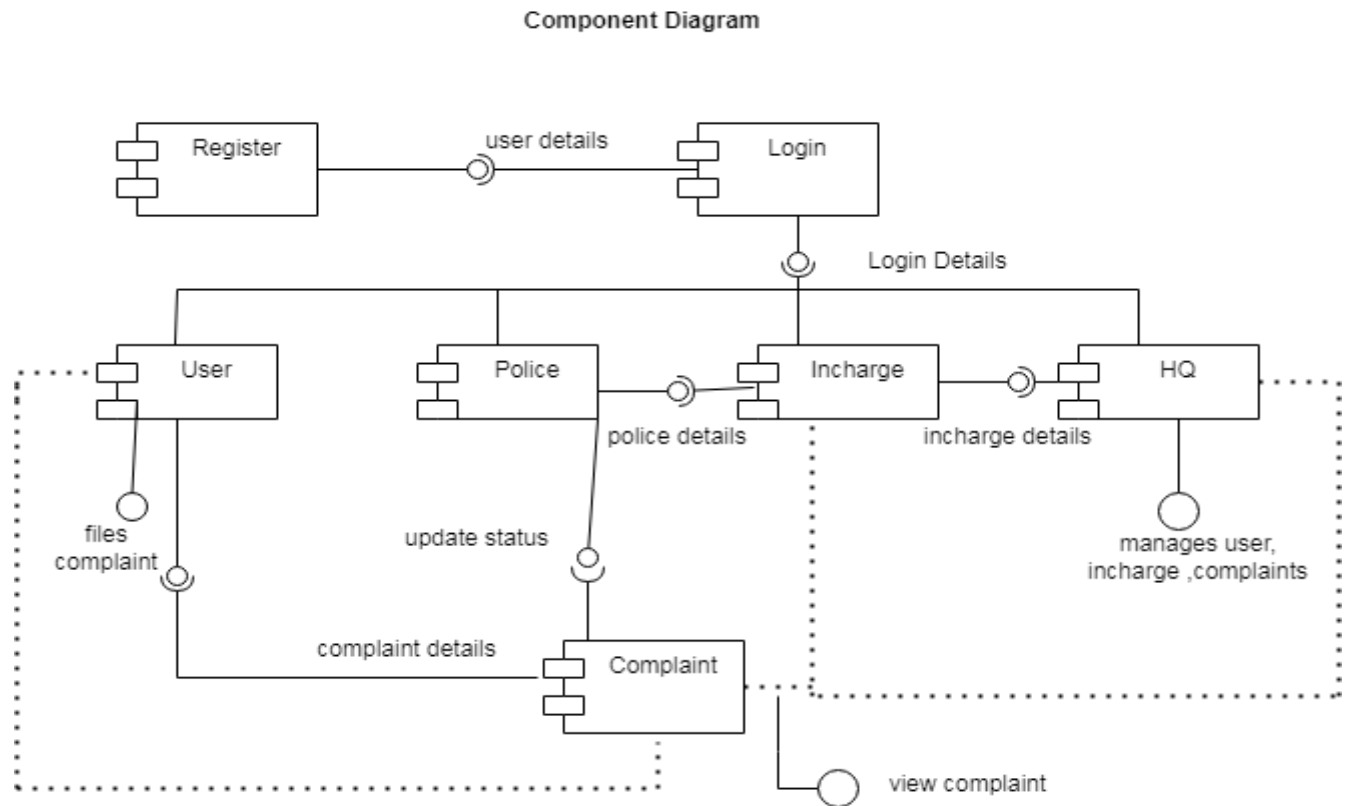 Component Diagram
Register
user details
Login
Login Details
User
Police
Incharge
HQ
police details
incharge details
files
complaint
update status
manages user,
incharge ,complaints
complaint details
Complaint
view complaint